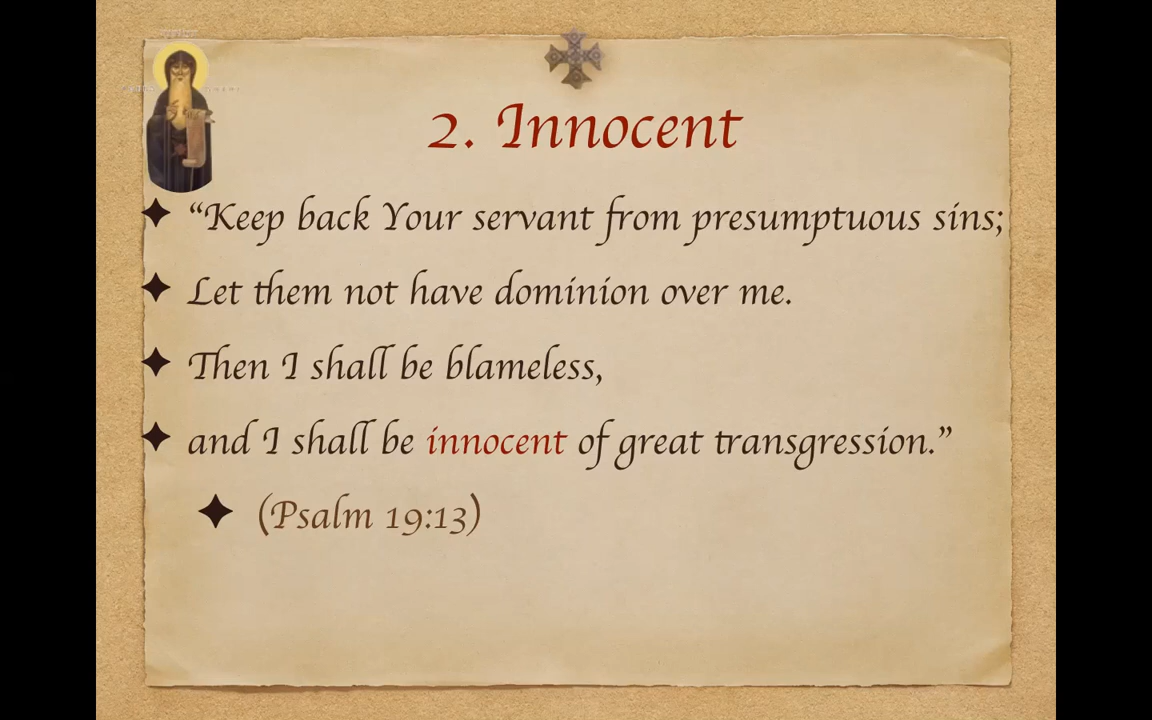 2. Innocent
“Keep back Your servant from presumptuous sins;
Let them not have dominion over me.
Then I shall be blameless,
and I shall be innocent of great transgression.”
(Psalm 19:13)